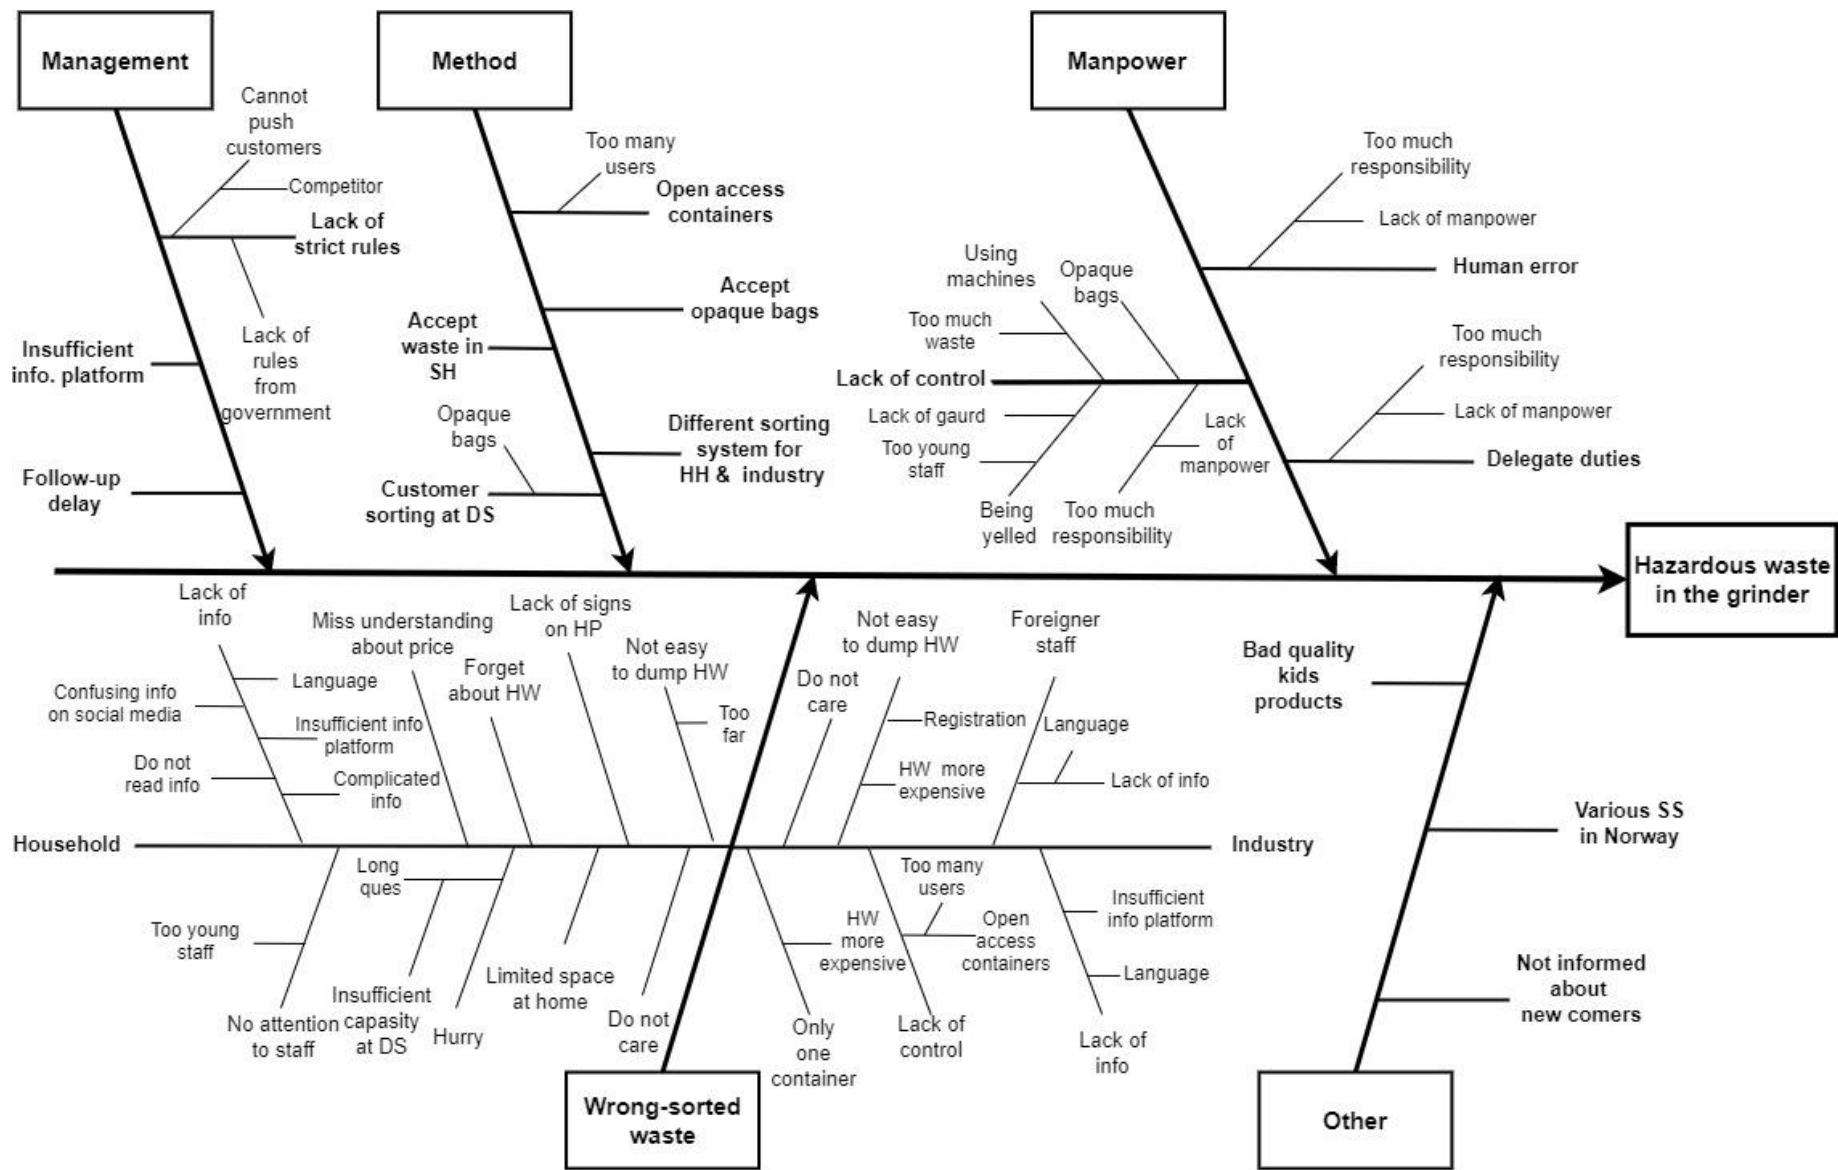 Management
Method
Manpower
Cannot
push
customers
Competitor
Lack of
strict rules
Lack of
rules
from
government
Insufficient
info. platform
Follow-up
delay
Too many
users
Open access
containers
Accept
opaque bags
Accept
waste in
SH
Opaque
bags
Customer
sorting at DS
Different sorting
system for
HH & industry
Too much
responsibility
Lack of manpower
Human error
Using
machines
Opaque
bags
Too much
waste
Lack of control
Lack of gaurd
Too young
staff
Being
yelled
Lack
of
manpower
Too much
responsibility
Too much
responsibility
Lack of manpower
Delegate duties
Hazardous waste
in the grinder
Lack of
info
Language
Confusing info
on social media
Insufficient info
platform
Do not
read info
Complicated
info
Miss understanding
about price
Forget
about HW
Lack of signs
on HP
Not easy
to dump HW
Too
far
Do not
care
Not easy
to dump HW
Registration
HW more
expensive
Foreigner
staff
Language
Lack of info
Household
Industry
Too young
staff
No attention
to staff
Long
ques
Insufficient
capasity
at DS
Hurry
Limited space
at home
Do not
care
HW
more
expensive
Only
one
container
Too many
users
Open
access
containers
Lack of
control
Insufficient
info platform
Language
Lack of
info
Bad quality
kids
products
Various SS
in Norway
Not informed
about
new comers
Wrong-sorted
waste
Other